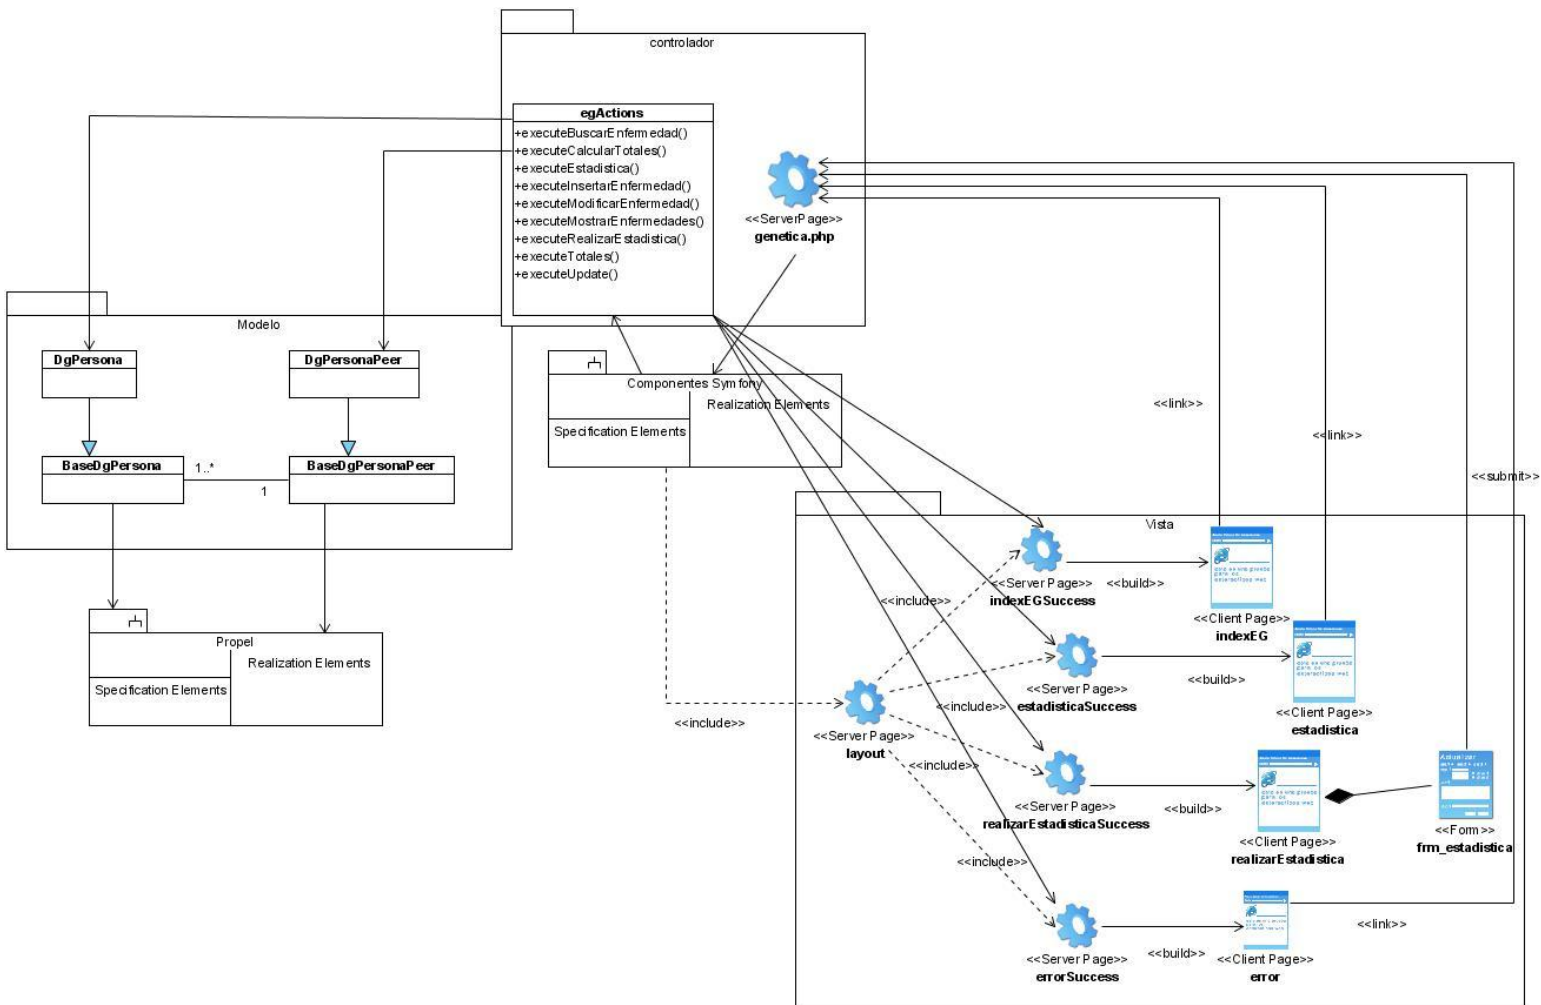 controlador
egActions
+executeBuscarEnfermedad()
+executeCalcularTotales()
+executeEstadistica()
+executeInsertarEnfermedad()
+executeModificarEnfermedad()
+executeMostrarEnfermedades()
+executeRealizarEstadistica()
+executeTotales()
+executeUpdate()
<<ServerPage>>
genetica.php
Modelo
DgPersona
DgPersonaPeer
BaseDgPersona
1..*
1
BaseDgPersonaPeer
Componentes Symfony
Realization Elements
Specification Elements
Propel
Realization Elements
Specification Elements
<<link>>
<<link>>
<<submit>>
Vista
<<Server Page>>
indexEGSuccess
<<build>>
<<Client Page>>
indexEG
<<include>>
<<Server Page>>
estadisticaSuccess
<<build>>
<<Client Page>>
estadistica
<<include>>
<<include>>
<<Server Page>>
layout
<<include>>
<<Server Page>>
realizarEstadisticaSuccess
<<build>>
<<Client Page>>
realizarEstadistica
<<Form>>
frm_estadistica
<<include>>
<<Server Page>>
errorSuccess
<<build>>
<<Client Page>>
error
<<link>>